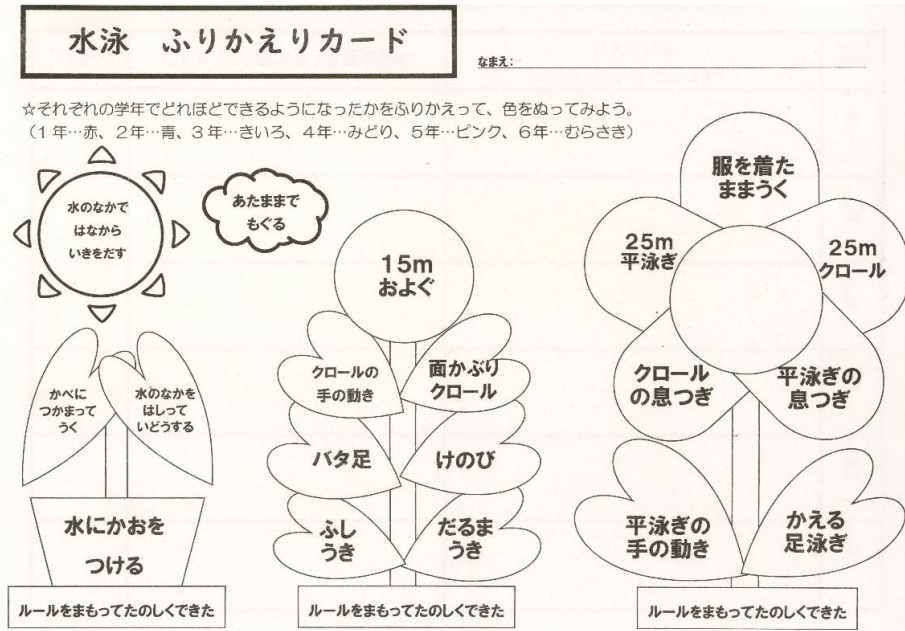 水泳　ふりかえりカード
なまえ：
☆それぞれの学年でどれほどできるようになったかをふりかえって、色をぬってみよう。
（1年…赤、2年…青、3年…きいろ、4年…みどり、5年…ピンク、6年…むらさき）
水のなかで
はなから
いきをだす
あたままで
もぐる
かべに
つかまって
うく
水のなかを
はしって
いどうする
水にかおを
つける
ルールをまもってたのしくできた
15m
およぐ
クロールの
手の動き
面かぶり
クロール
バタ足
けのび
ふし
うき
だるま
うき
ルールをまもってたのしくできた
服を着た
ままうく
25m
平泳ぎ
25m
クロール
クロール
の息つぎ
平泳ぎの
息つぎ
平泳ぎの
手の動き
かえる
足泳ぎ
ルールをまもってたのしくできた